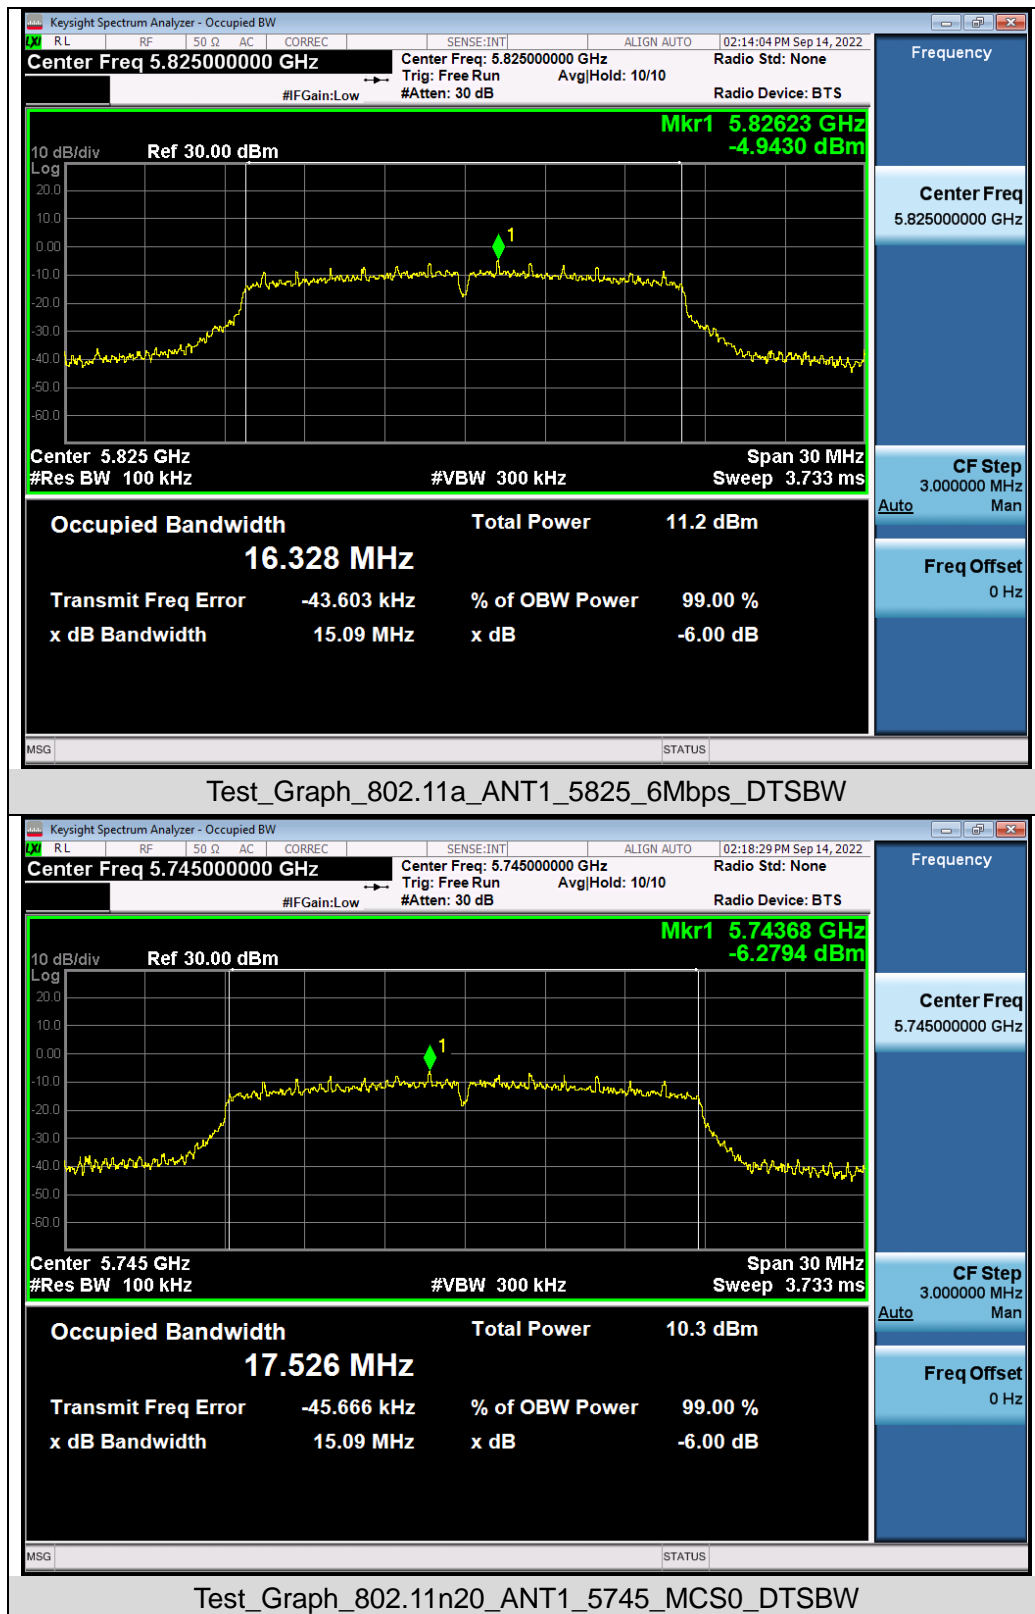 Keysight Spectrum Analyzer - Occupied BW
LXI RL RF 50 Ω AC CORREC SENSE:INT ALIGN AUTO 02:14:04 PM Sep 14, 2022
Center Freq 5.825000000 GHz
Center Freq: 5.825000000 GHz
Radio Std: None
Trig: Free Run Avg|Hold: 10/10
#IFGain:Low
#Atten: 30 dB
Radio Device: BTS
Frequency
Mkr1 5.82623 GHz
-4.9430 dBm
10 dB/div Ref 30.00 dBm
Log
20.0
10.0
0.00
-10.0
-20.0
-30.0
-40.0
-50.0
-60.0
1
Center 5.825 GHz
Span 30 MHz
#Res BW 100 kHz
#VBW 300 kHz
Sweep 3.733 ms
Center Freq
5.825000000 GHz
CF Step
3.000000 MHz
Auto Man
Freq Offset
0 Hz
Occupied Bandwidth
Total Power 11.2 dBm
16.328 MHz
Transmit Freq Error -43.603 kHz % of OBW Power 99.00 %
x dB Bandwidth 15.09 MHz x dB -6.00 dB
MSG STATUS
Test_Graph_802.11a_ANT1_5825_6Mbps_DTSBW
Keysight Spectrum Analyzer - Occupied BW
LXI RL RF 50 Ω AC CORREC SENSE:INT ALIGN AUTO 02:18:29 PM Sep 14, 2022
Center Freq 5.745000000 GHz
Center Freq: 5.745000000 GHz
Radio Std: None
Trig: Free Run Avg|Hold: 10/10
#IFGain:Low
#Atten: 30 dB
Radio Device: BTS
Frequency
Mkr1 5.74368 GHz
-6.2794 dBm
10 dB/div Ref 30.00 dBm
Log
20.0
10.0
0.00
-10.0
-20.0
-30.0
-40.0
-50.0
-60.0
1
Center 5.745 GHz
Span 30 MHz
#Res BW 100 kHz
#VBW 300 kHz
Sweep 3.733 ms
Center Freq
5.745000000 GHz
CF Step
3.000000 MHz
Auto Man
Freq Offset
0 Hz
Occupied Bandwidth
Total Power 10.3 dBm
17.526 MHz
Transmit Freq Error -45.666 kHz % of OBW Power 99.00 %
x dB Bandwidth 15.09 MHz x dB -6.00 dB
MSG STATUS
Test_Graph_802.11n20_ANT1_5745_MCS0_DTSBW